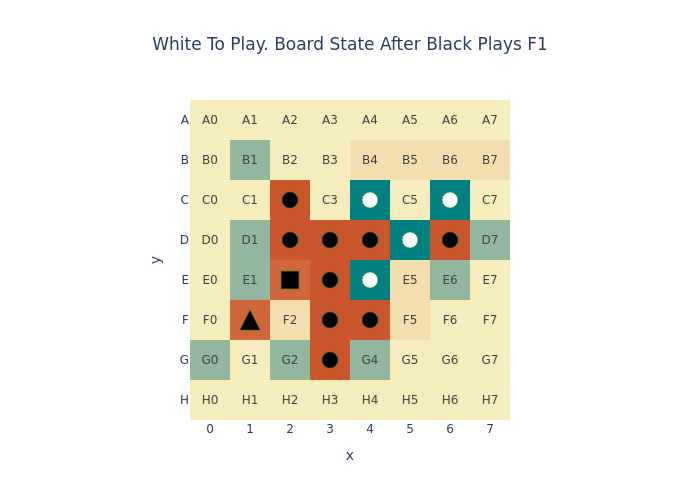 White To Play. Board State After Black Plays F1
A A0 A1 A2 A3 A4 A5 A6 A7
B B0 B1 B2 B3 B4 B5 B6 B7
C C0 C1 C3 C5 C7
D D0 D1 D7
E E0 E1 E5 E6 E7
F F0 F2 F5 F6 F7
G G0 G1 G2 G4 G5 G6 G7
H H0 H1 H2 H3 H4 H5 H6 H7
0 1 2 3 4 5 6 7
x
y